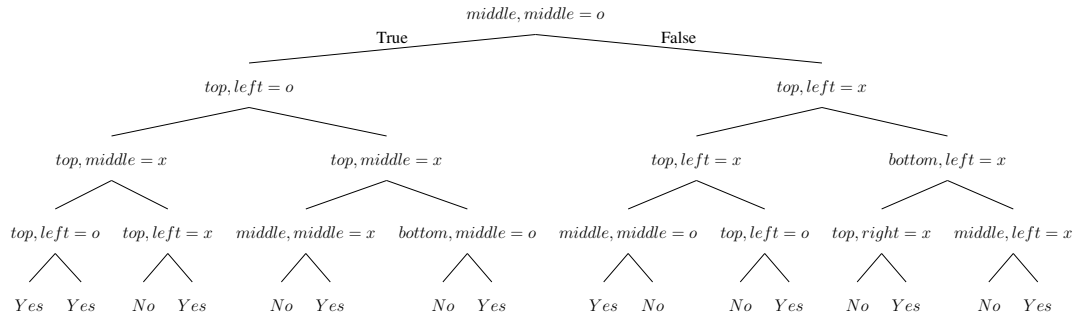 middle, middle = o
True False
top, left = o top, left = x
top, middle = x top, middle = x top, left = x bottom, left = x
top, left = o top, left = x middle, middle = x bottom, middle = o middle, middle = o top, left = o top, right = x middle, left = x
Yes Yes No Yes No Yes No Yes Yes No No Yes No Yes No Yes